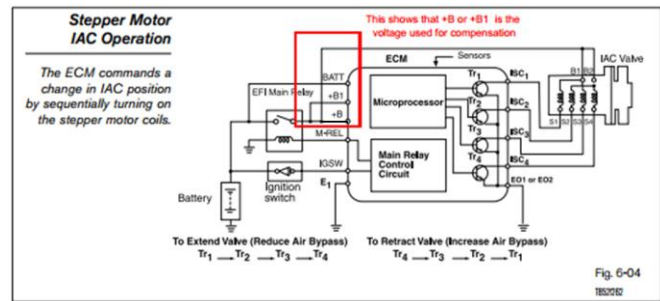 Stepper Motor
IAC Operation
The ECM commands a
change in IAC position
by sequentially turning on
the stepper motor coils.
This shows that +B or +B1 is the
voltage used for compensation
ECM
Sensors
IAC Valve
BATT
EFI Main Relay
+B1
+B
M-REL
IGSW
E1
Microprocessor
Main Relay
Control
Circuit
Tr1
Tr2
Tr3
Tr4
ISC1
ISC2
ISC3
ISC4
EO1 or EO2
B1 B2
S1 S2 S3 S4
Battery
Ignition
switch
To Extend Valve (Reduce Air Bypass)
Tr1 → Tr2 → Tr3 → Tr4
To Retract Valve (Increase Air Bypass)
Tr4 → Tr3 → Tr2 → Tr1
Fig. 6-04